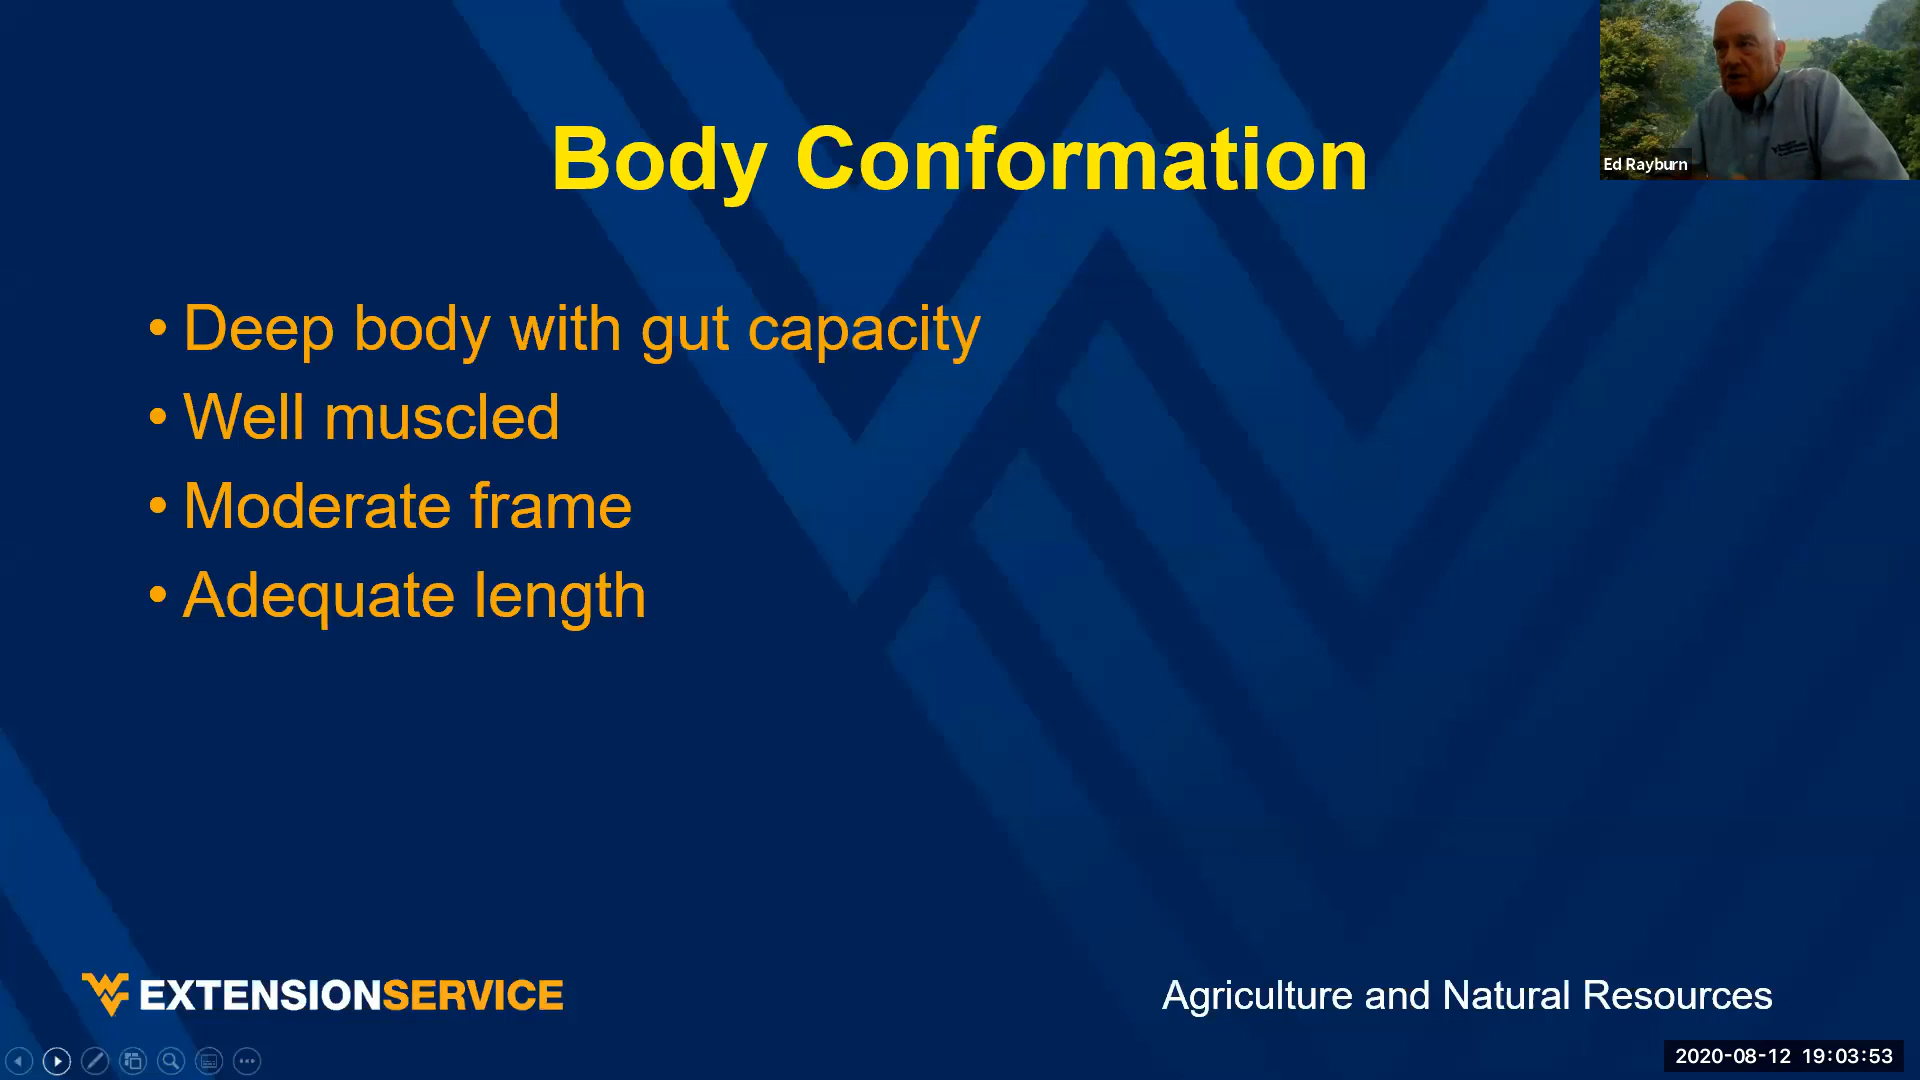 Body Conformation
Ed Rayburn
• Deep body with gut capacity
• Well muscled
• Moderate frame
• Adequate length
WV EXTENSIONSERVICE
Agriculture and Natural Resources
2020-08-12 19:03:53